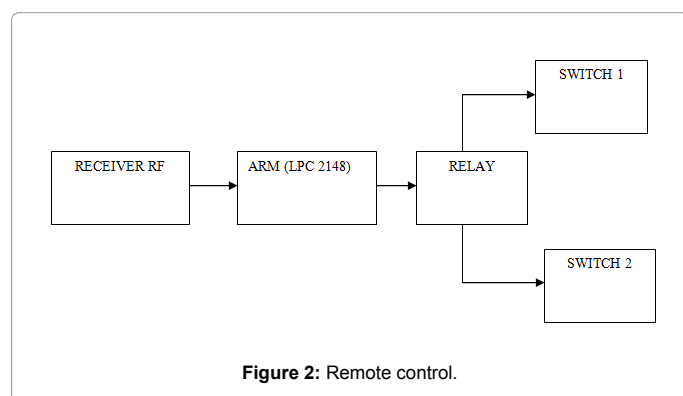 SWITCH 1
RECEIVER RF
ARM (LPC 2148)
RELAY
SWITCH 2
Figure 2: Remote control.